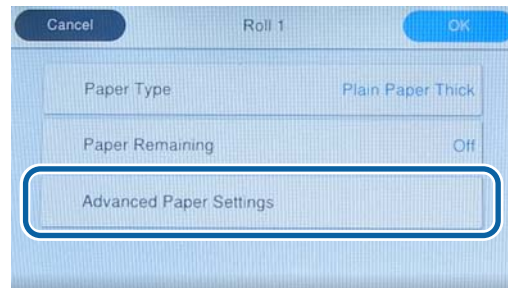 Cancel Roll 1 OK
Paper Type Plain Paper Thick
Paper Remaining Off
Advanced Paper Settings